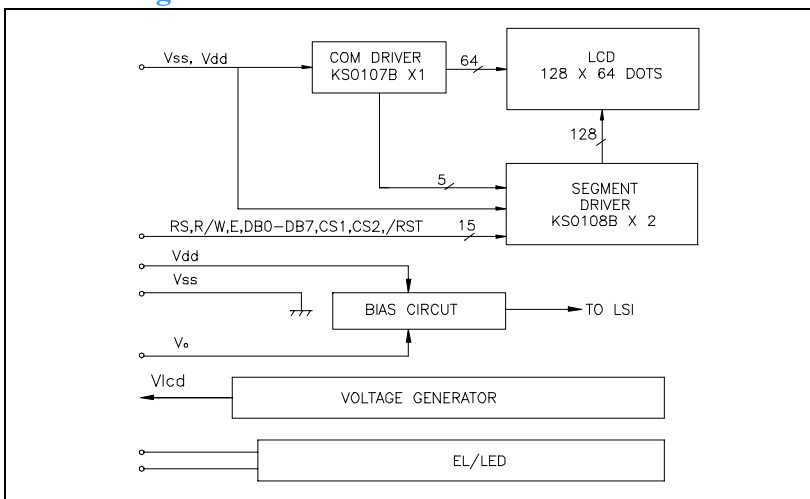 Vss, Vdd
COM DRIVER
KS0107B X1
64
LCD
128 X 64 DOTS
128
5
SEGMENT
DRIVER
KS0108B X 2
RS,R/W,E,DB0-DB7,CS1,CS2,/RST
15
Vdd
Vss
BIAS CIRCUT
TO LSI
Vo
Vlcd
VOLTAGE GENERATOR
EL/LED